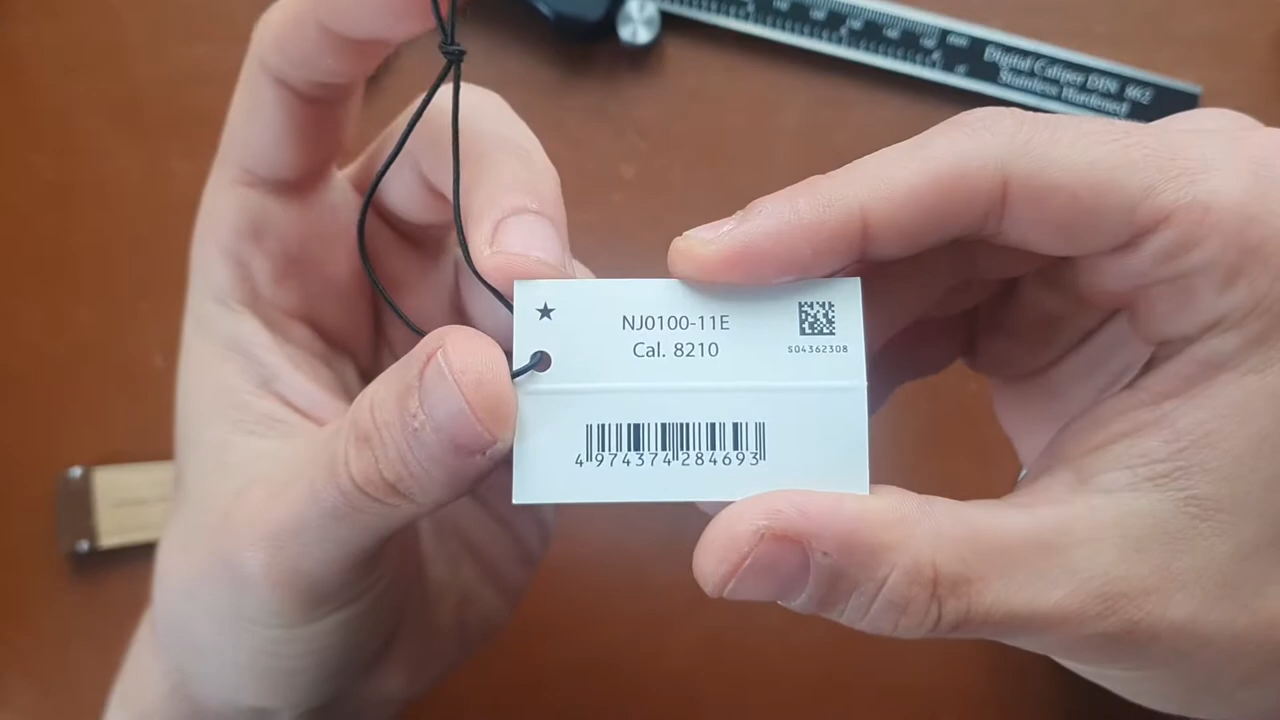 Digital Caliper DIN 862
Stainless Hardened
★
NJ0100-11E
Cal. 8210
S04362308
4 974374 284693